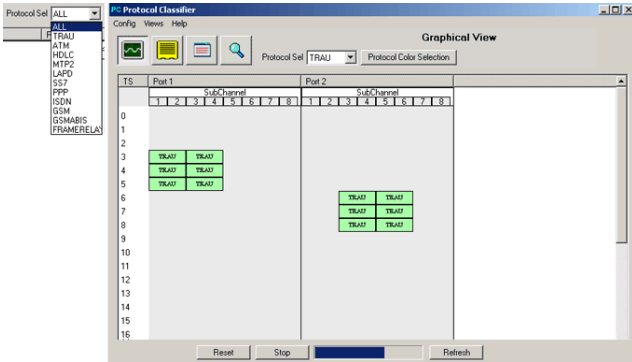 Protocol Sel ALL
ALL
TRAU
ATM
HDLC
MTP2
LAPD
SS7
PPP
ISDN
GSM
GSMABIS
FRAMERELAY
PC Protocol Classifier
Config Views Help
Graphical View
Protocol Sel TRAU Protocol Color Selection
TS Port 1 Port 2
SubChannel SubChannel
1 2 3 4 5 6 7 8 1 2 3 4 5 6 7 8
0
1
2
3 TRAU TRAU
4 TRAU TRAU
5 TRAU TRAU
6 TRAU TRAU
7 TRAU TRAU
8 TRAU TRAU
9
10
11
12
13
14
15
16
Reset Stop Refresh